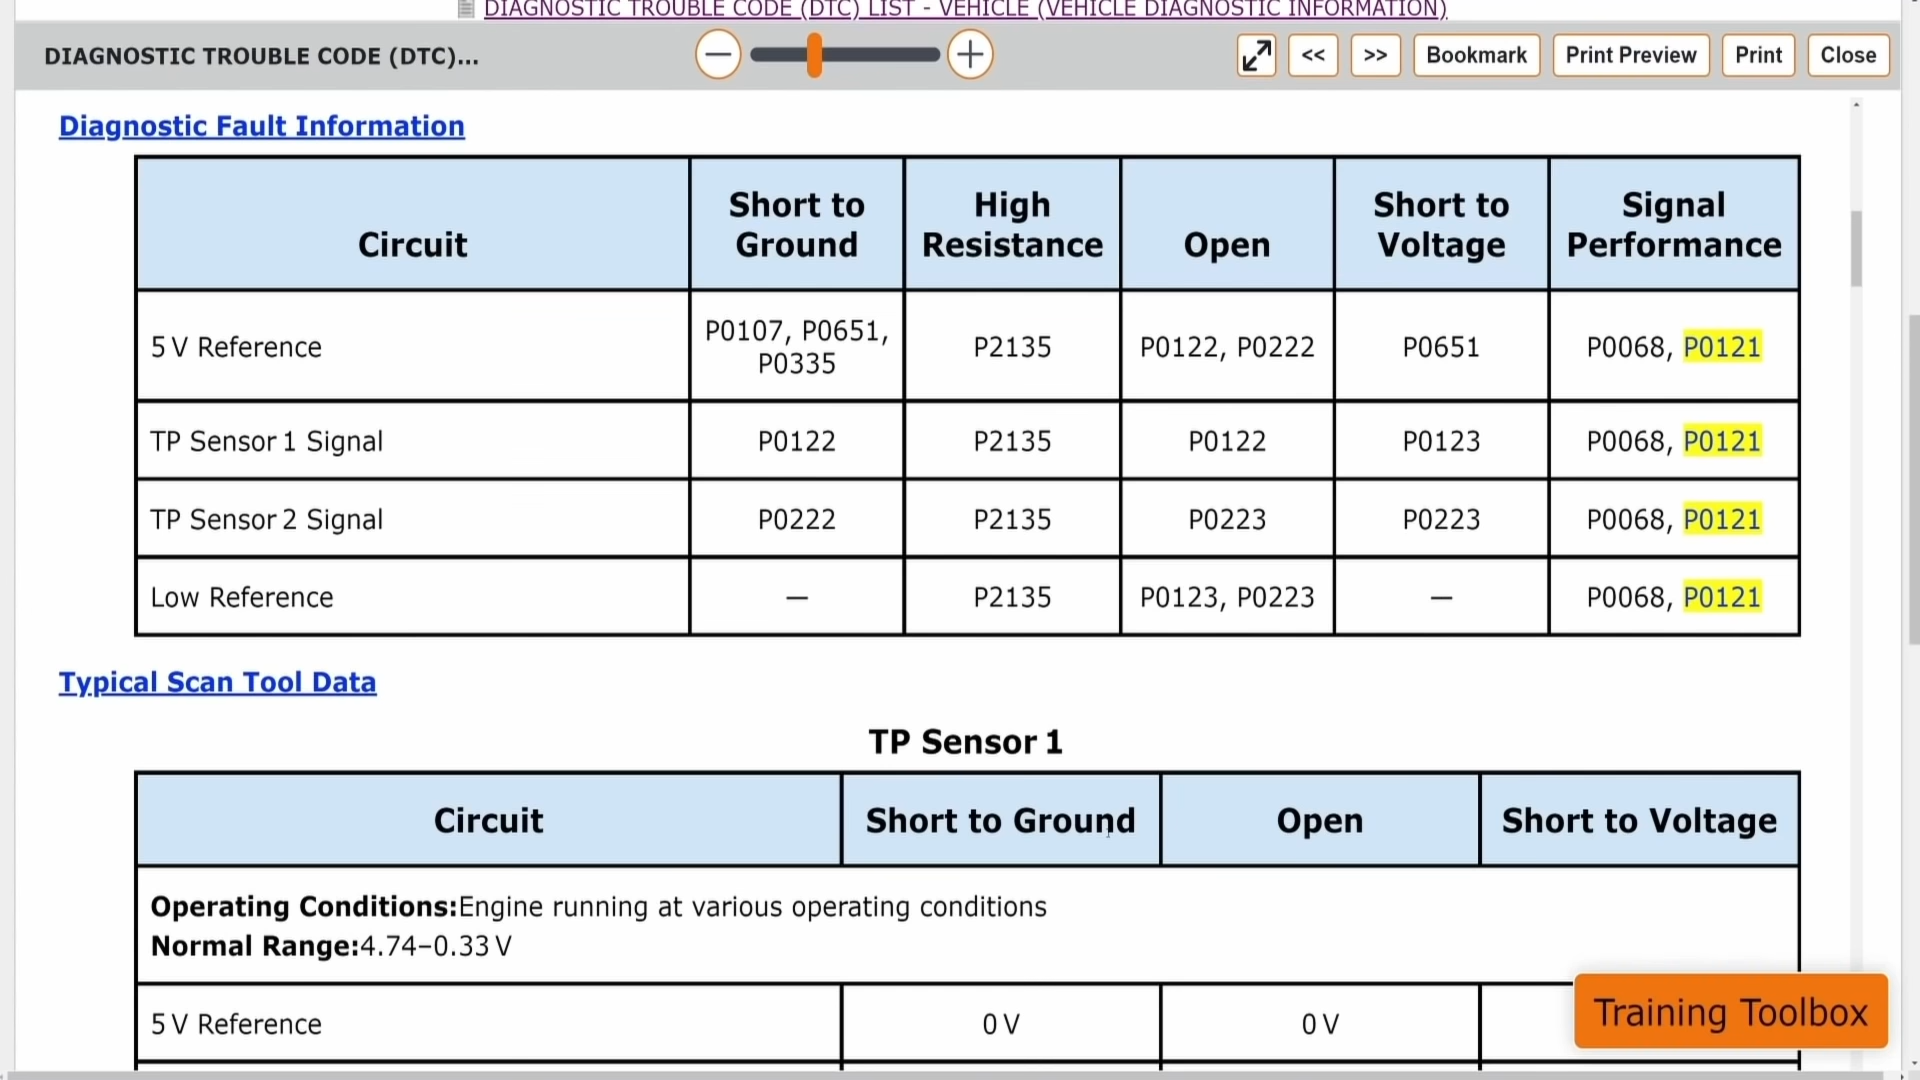 DIAGNOSTIC TROUBLE CODE (DTC) LIST - VEHICLE (VEHICLE DIAGNOSTIC INFORMATION)
DIAGNOSTIC TROUBLE CODE (DTC)...
<< >> Bookmark Print Preview Print Close
Diagnostic Fault Information
Circuit Short to Ground High Resistance Open Short to Voltage Signal Performance
5 V Reference P0107, P0651, P0335 P2135 P0122, P0222 P0651 P0068, P0121
TP Sensor 1 Signal P0122 P2135 P0122 P0123 P0068, P0121
TP Sensor 2 Signal P0222 P2135 P0223 P0223 P0068, P0121
Low Reference — P2135 P0123, P0223 — P0068, P0121
Typical Scan Tool Data
TP Sensor 1
Circuit Short to Ground Open Short to Voltage
Operating Conditions:Engine running at various operating conditions
Normal Range:4.74–0.33 V
5 V Reference 0 V 0 V
Training Toolbox